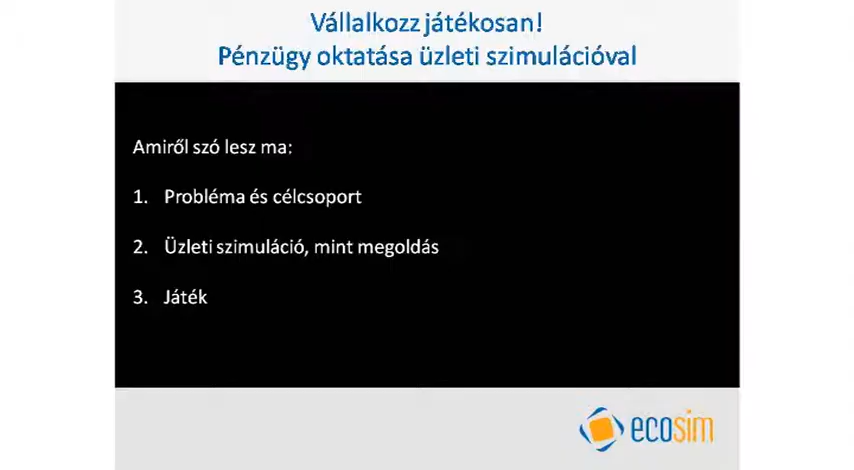 Vállalkozz játékosan!
Pénzügy oktatása üzleti szimulációval
Amiről szó lesz ma:
1. Probléma és célcsoport
2. Üzleti szimuláció, mint megoldás
3. Játék
ecosim